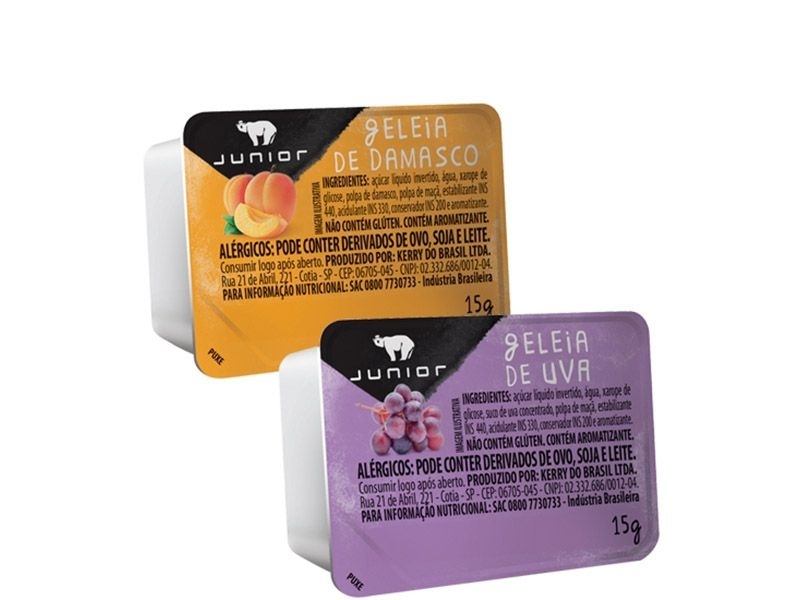 JUNIOR
geleia
DE DAMASCO
INGREDIENTES: açúcar líquido invertido, água, xarope de
glicose, polpa de damasco, polpa de maçã, estabilizante INS
440, acidulante INS 330, conservador INS 200 e aromatizante.
NÃO CONTÉM GLÚTEN. CONTÉM AROMATIZANTE.
IMAGEM ILUSTRATIVA
ALÉRGICOS: PODE CONTER DERIVADOS DE OVO, SOJA E LEITE.
Consumir logo após aberto. PRODUZIDO POR: KERRY DO BRASIL LTDA.
Rua 21 de Abril, 221 - Cotia - SP - CEP: 06705-045 - CNPJ: 02.332.686/0012-04.
PARA INFORMAÇÃO NUTRICIONAL: SAC 0800 7730733 - Indústria Brasileira
15g
PUXE
JUNIOR
geleia
DE UVA
INGREDIENTES: açúcar líquido invertido, água, xarope de
glicose, suco de uva concentrado, polpa de maçã, estabilizante
INS 440, acidulante INS 330, conservador INS 200 e aromatizante.
NÃO CONTÉM GLÚTEN. CONTÉM AROMATIZANTE.
IMAGEM ILUSTRATIVA
ALÉRGICOS: PODE CONTER DERIVADOS DE OVO, SOJA E LEITE.
Consumir logo após aberto. PRODUZIDO POR: KERRY DO BRASIL LTDA.
Rua 21 de Abril, 221 - Cotia - SP - CEP: 06705-045 - CNPJ: 02.332.686/0012-04.
PARA INFORMAÇÃO NUTRICIONAL: SAC 0800 7730733 - Indústria Brasileira
15g
PUXE